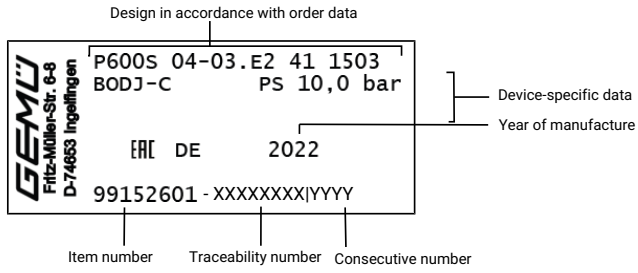 Design in accordance with order data
GEMÜ
Fritz-Müller-Str. 6-8
D-74653 Ingelfingen
P600S 04-03.E2 41 1503
BODJ-C PS 10,0 bar
Device-specific data
Year of manufacture
EAC DE 2022
99152601-XXXXXXXX|YYYY
Item number Traceability number Consecutive number